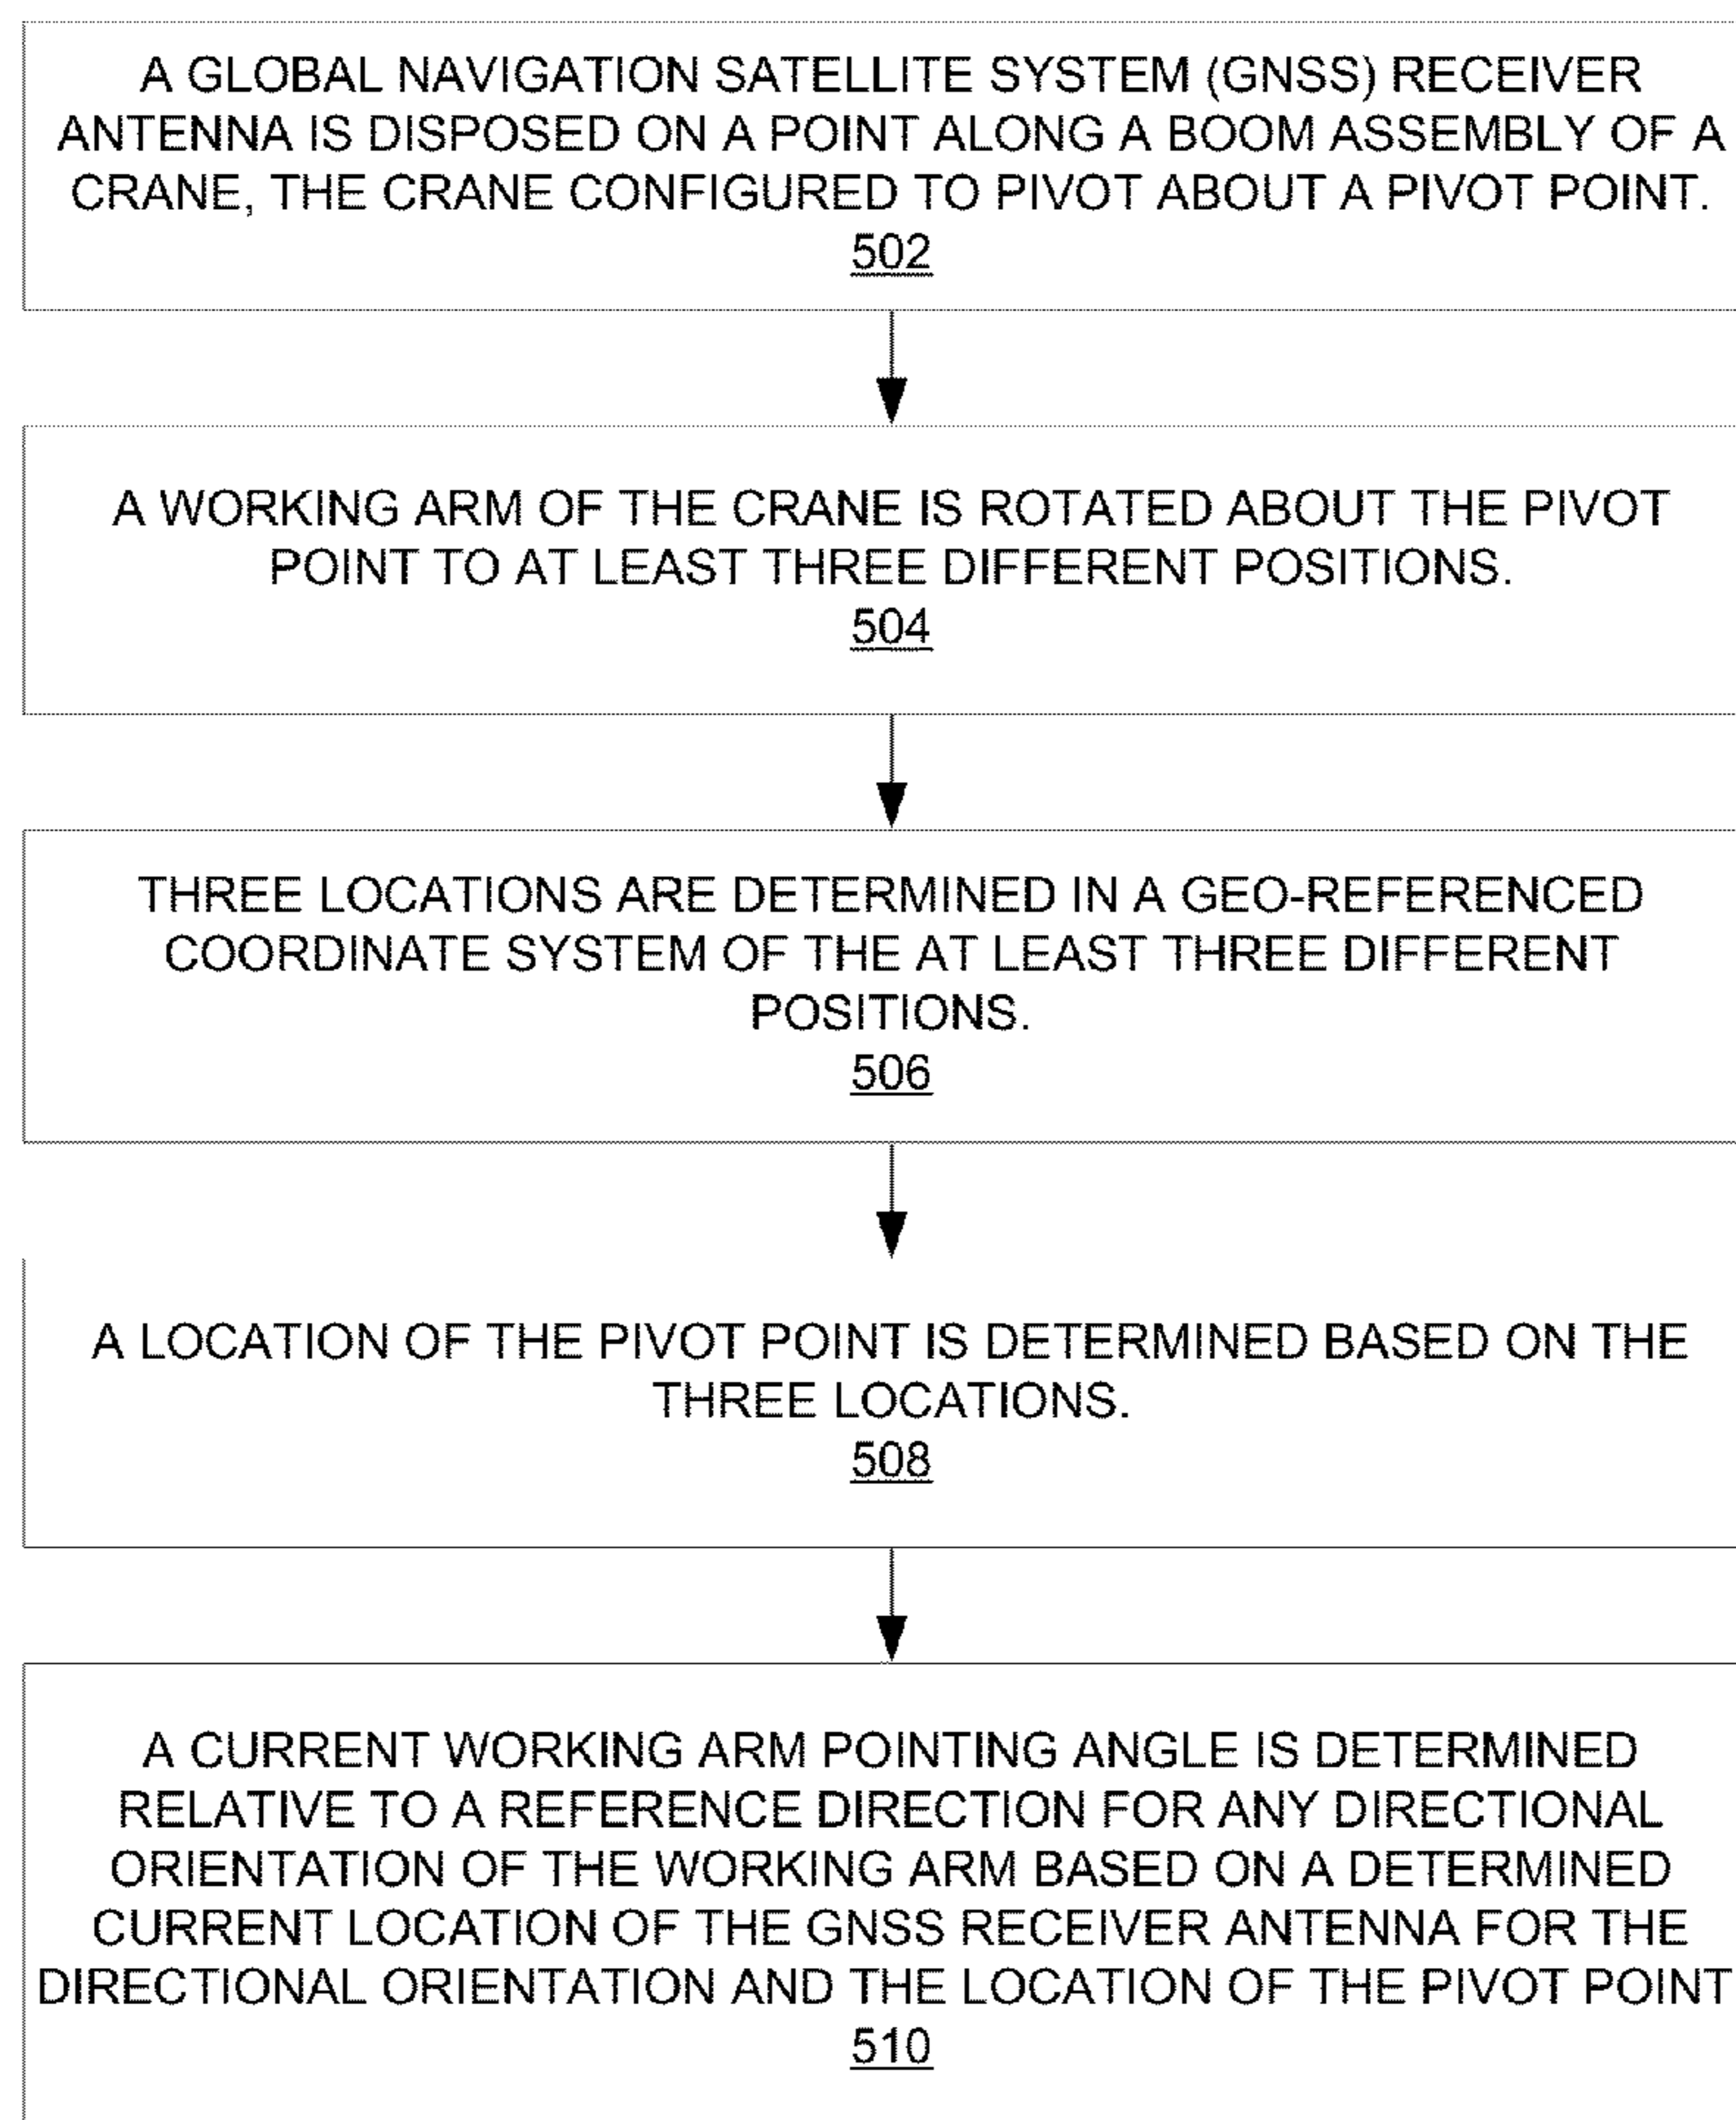 A GLOBAL NAVIGATION SATELLITE SYSTEM (GNSS) RECEIVER
ANTENNA IS DISPOSED ON A POINT ALONG A BOOM ASSEMBLY OF A
CRANE, THE CRANE CONFIGURED TO PIVOT ABOUT A PIVOT POINT.
502
A WORKING ARM OF THE CRANE IS ROTATED ABOUT THE PIVOT
POINT TO AT LEAST THREE DIFFERENT POSITIONS.
504
THREE LOCATIONS ARE DETERMINED IN A GEO-REFERENCED
COORDINATE SYSTEM OF THE AT LEAST THREE DIFFERENT
POSITIONS.
506
A LOCATION OF THE PIVOT POINT IS DETERMINED BASED ON THE
THREE LOCATIONS.
508
A CURRENT WORKING ARM POINTING ANGLE IS DETERMINED
RELATIVE TO A REFERENCE DIRECTION FOR ANY DIRECTIONAL
ORIENTATION OF THE WORKING ARM BASED ON A DETERMINED
CURRENT LOCATION OF THE GNSS RECEIVER ANTENNA FOR THE
DIRECTIONAL ORIENTATION AND THE LOCATION OF THE PIVOT POINT
510